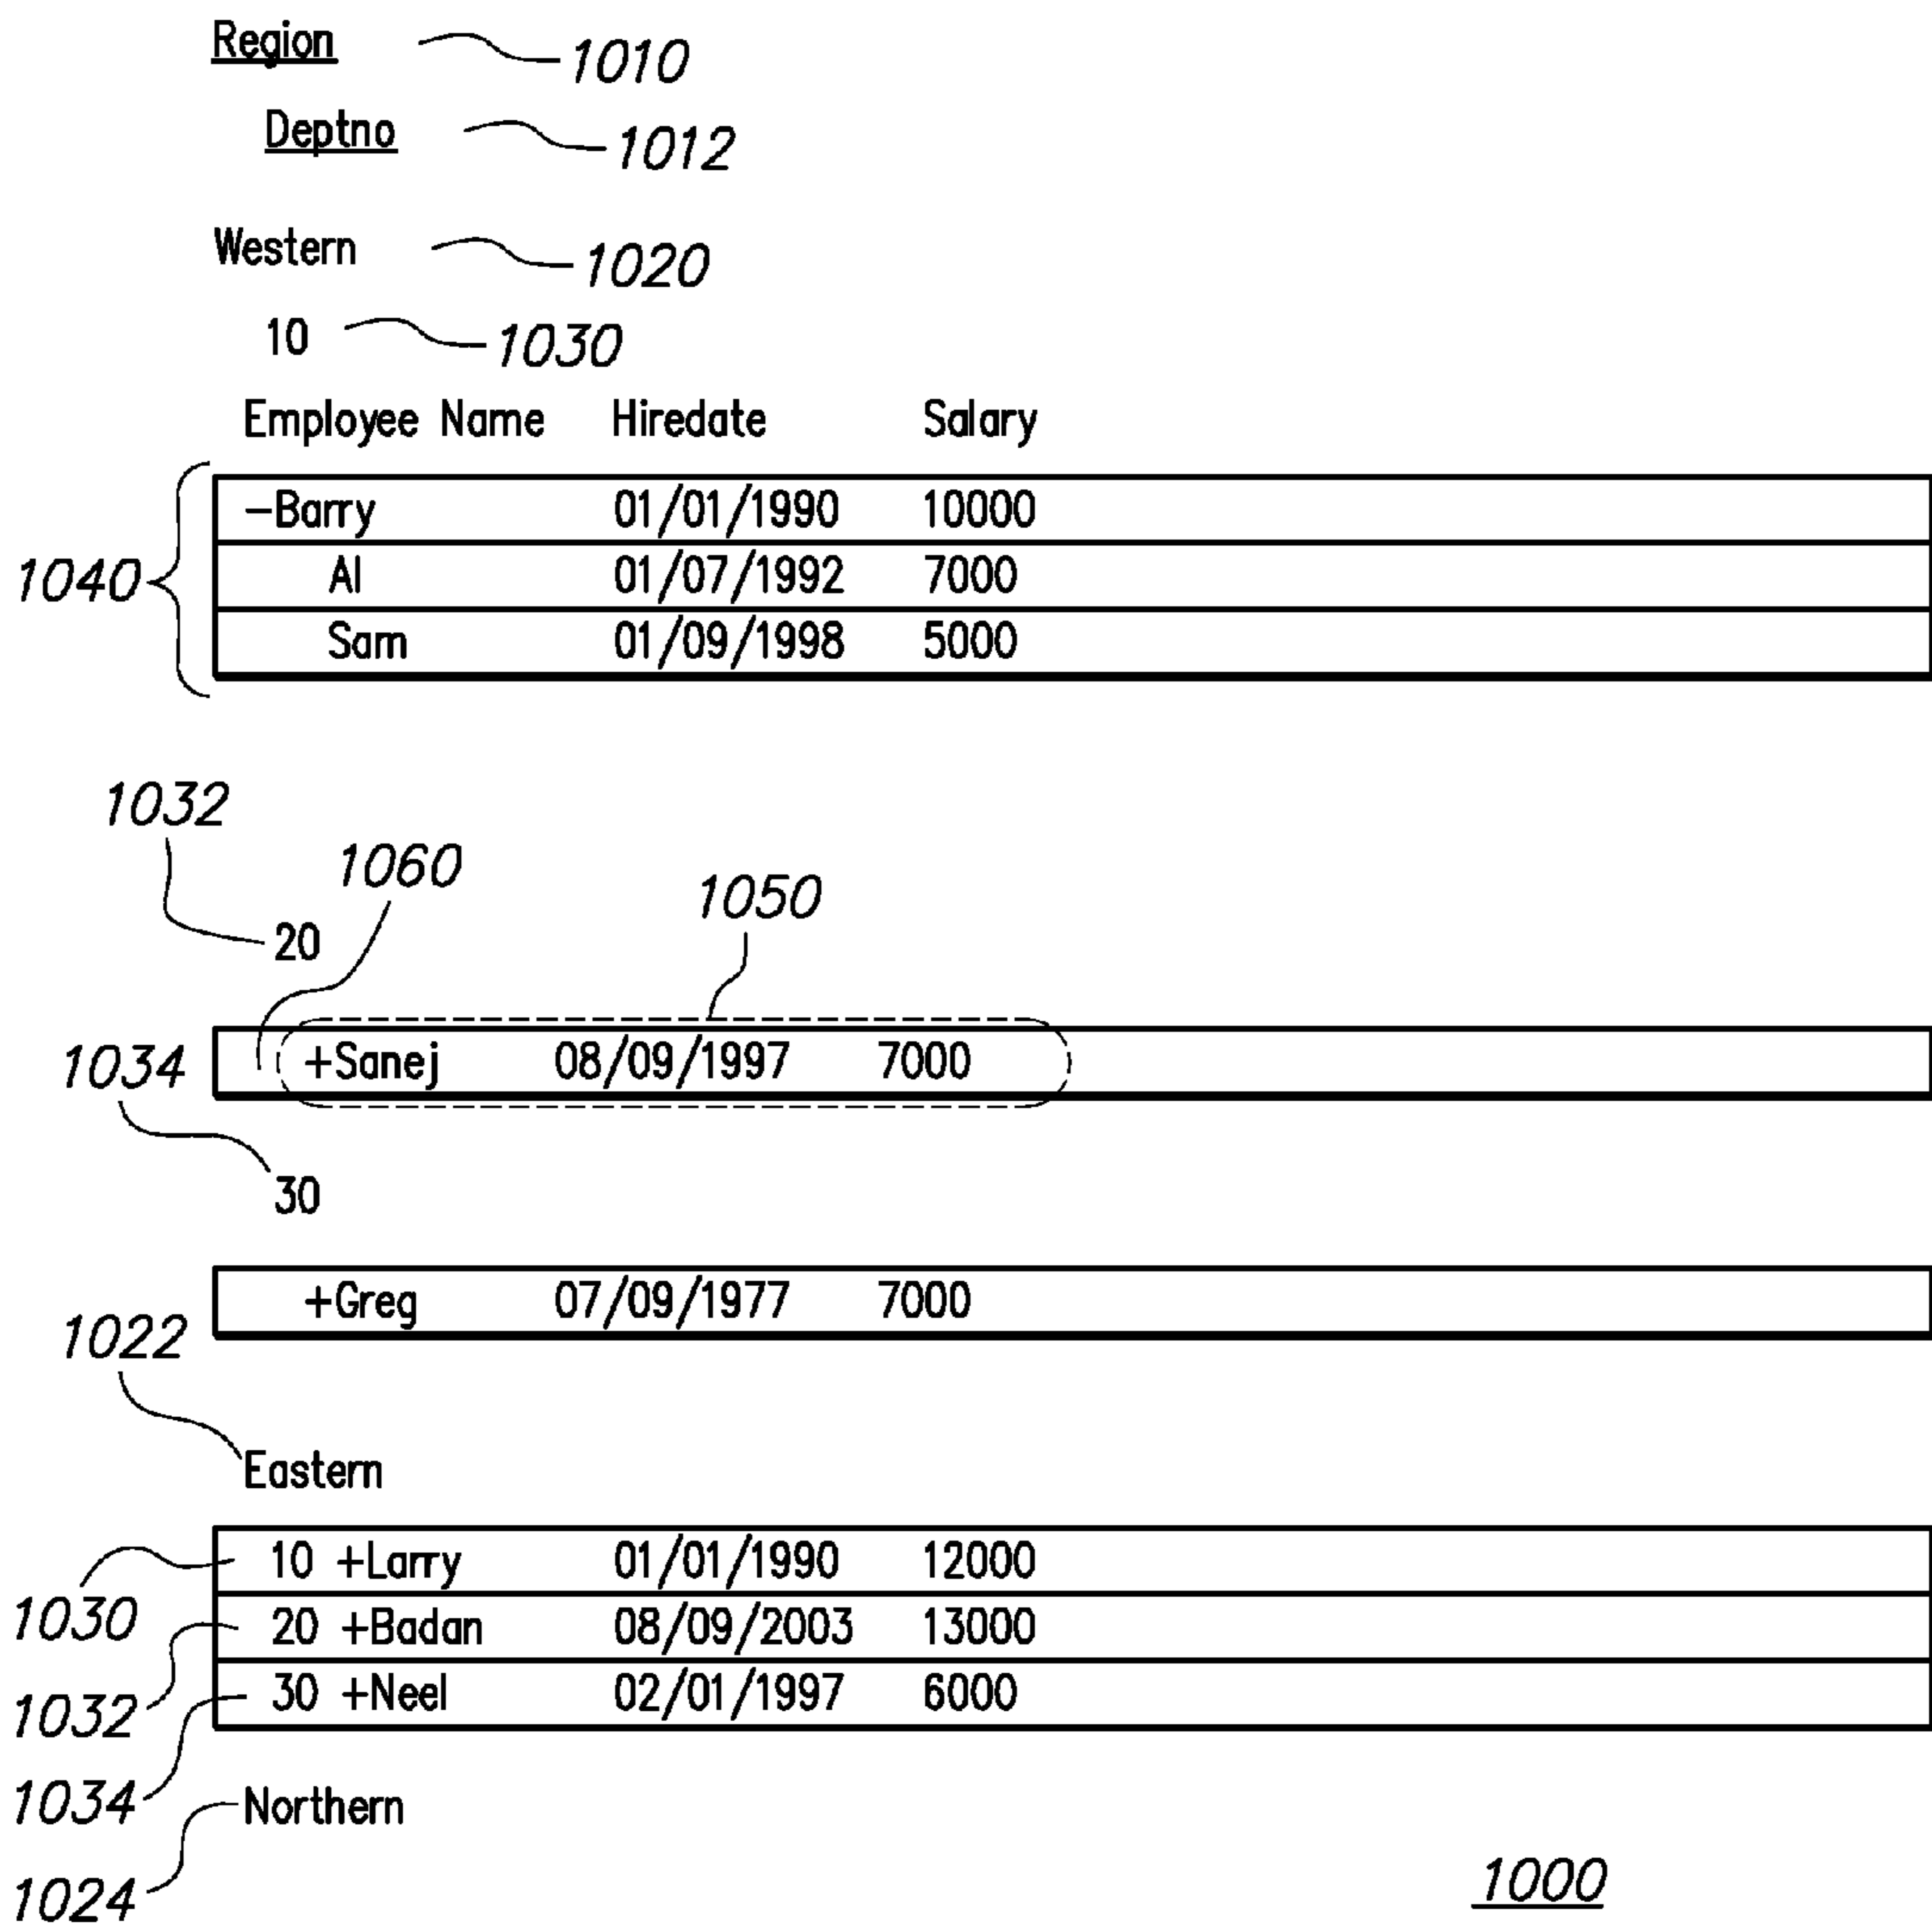 Region 1010
Deptno 1012
Western 1020
10 1030
Employee Name Hiredate Salary
-Barry 01/01/1990 10000
1040 Al 01/07/1992 7000
Sam 01/09/1998 5000
1032
1060 1050
20
1034 +Sanej 08/09/1997 7000
30
+Greg 07/09/1977 7000
1022
Eastern
10 +Larry 01/01/1990 12000
1030 20 +Badan 08/09/2003 13000
1032 30 +Neel 02/01/1997 6000
1034 Northern
1024 1000